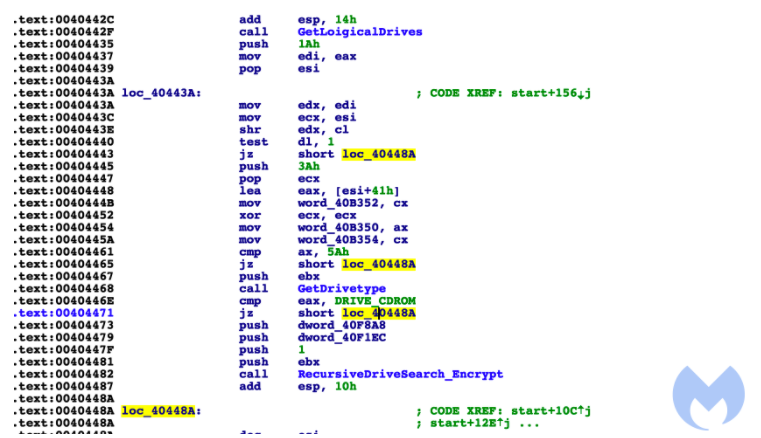 .text:0040442C add esp, 14h
.text:0040442F call GetLoigicalDrives
.text:00404435 push 1Ah
.text:00404437 mov edi, eax
.text:00404439 pop esi
.text:0040443A
.text:0040443A loc_40443A: ; CODE XREF: start+156↓j
.text:0040443A mov edx, edi
.text:0040443C mov ecx, esi
.text:0040443E shr edx, cl
.text:00404440 test dl, 1
.text:00404443 jz short loc_40448A
.text:00404445 push 3Ah
.text:00404447 pop ecx
.text:00404448 lea eax, [esi+41h]
.text:0040444B mov word_40B352, cx
.text:00404452 xor ecx, ecx
.text:00404454 mov word_40B350, ax
.text:0040445A mov word_40B354, cx
.text:00404461 cmp ax, 5Ah
.text:00404465 jz short loc_40448A
.text:00404467 push ebx
.text:00404468 call GetDrivetype
.text:0040446E cmp eax, DRIVE_CDROM
.text:00404471 jz short loc_40448A
.text:00404473 push dword_40F8A8
.text:00404479 push dword_40F1EC
.text:0040447F push 1
.text:00404481 push ebx
.text:00404482 call RecursiveDriveSearch_Encrypt
.text:00404487 add esp, 10h
.text:0040448A
.text:0040448A loc_40448A: ; CODE XREF: start+10C↑j
.text:0040448A ; start+12E↑j ...
.text:0040448A dec esi